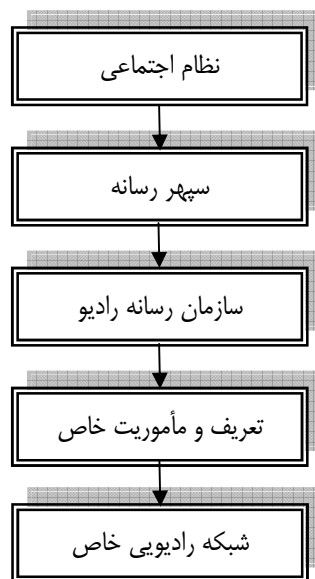 نظام اجتماعی
سپهر رسانه
سازمان رسانه رادیو
تعریف و مأموریت خاص
شبکه رادیویی خاص